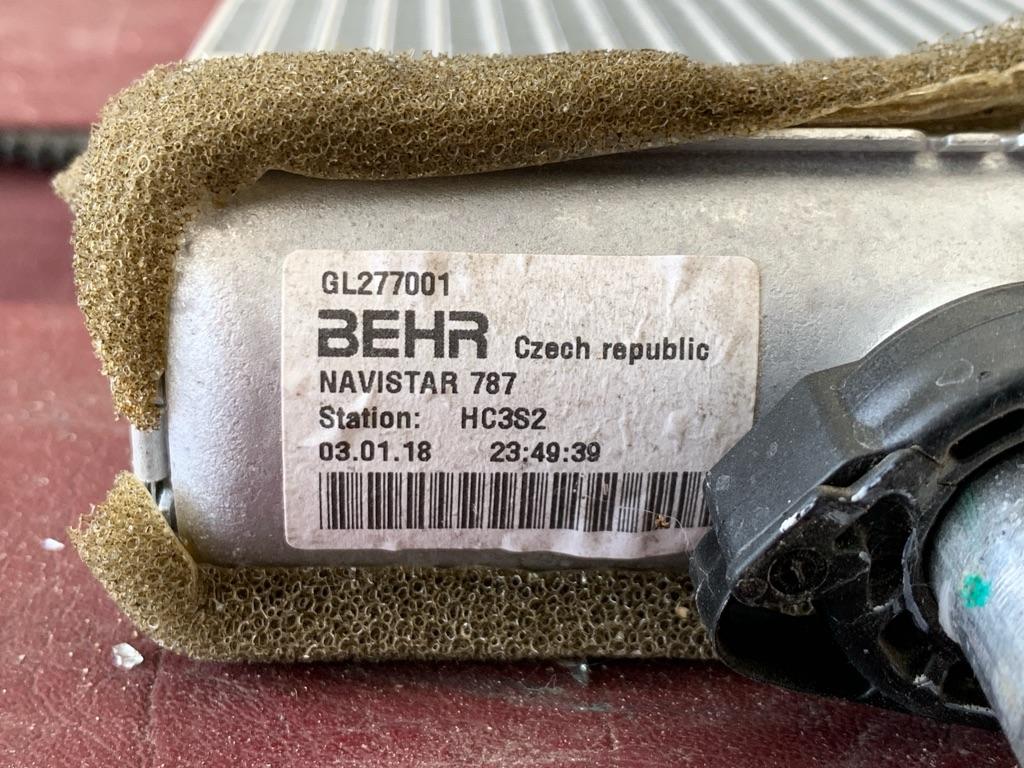 GL277001
BEHR Czech republic
NAVISTAR 787
Station: HC3S2
03.01.18 23:49:39